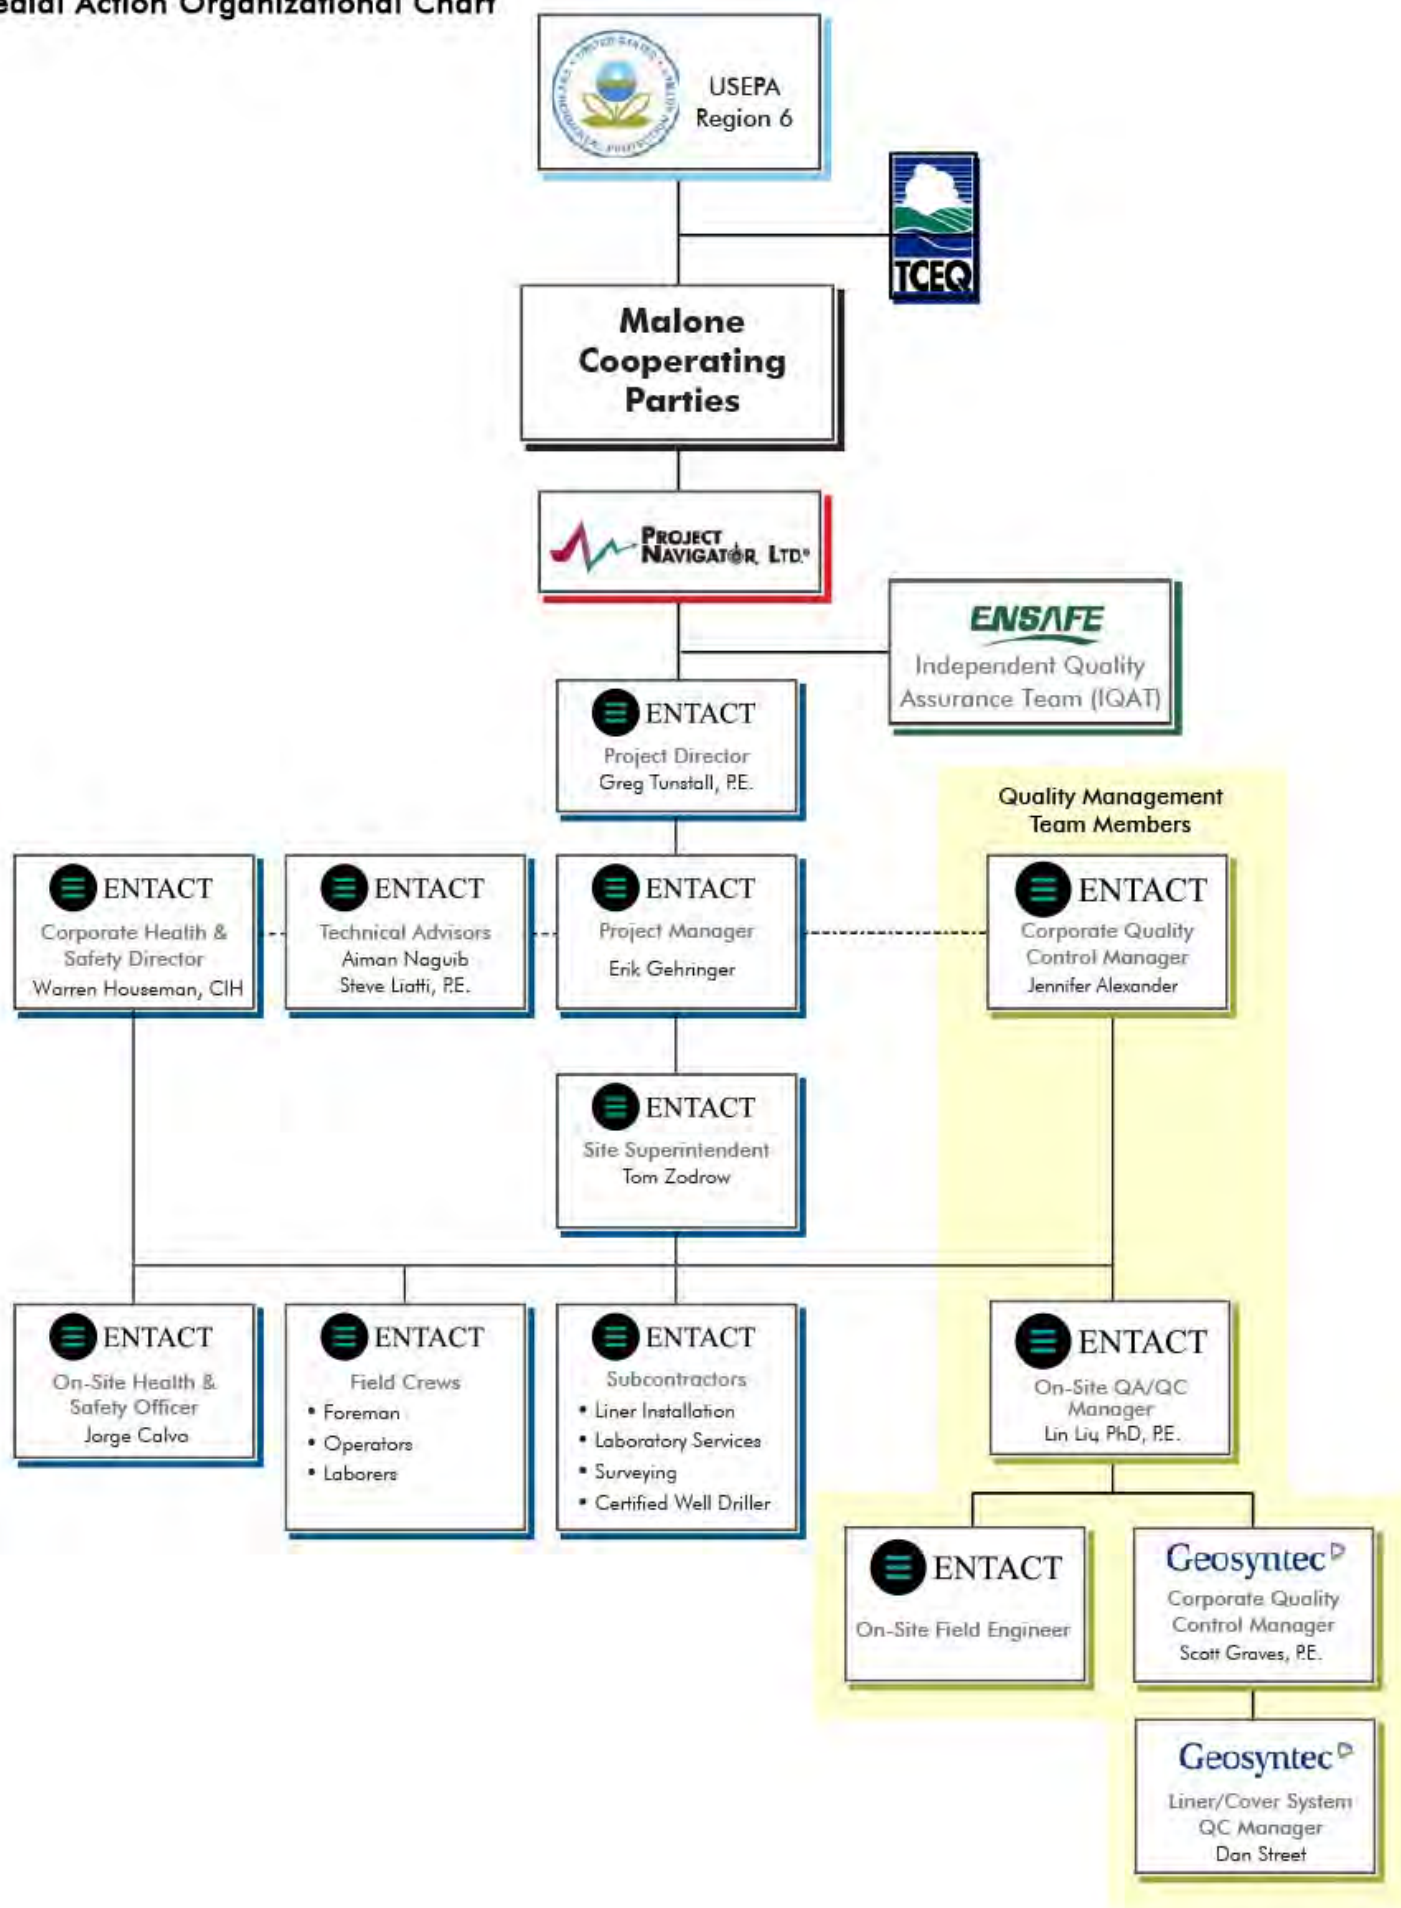 edial Action Organizational Chart
USEPA
Region 6
TCEQ
Malone
Cooperating
Parties
PROJECT
NAVIGATOR, LTD.®
ENSAFE
Independent Quality
Assurance Team (IQAT)
ENTACT
Project Director
Greg Tunstall, P.E.
Quality Management
Team Members
ENTACT
Corporate Health &
Safety Director
Warren Houseman, CIH
ENTACT
Technical Advisors
Aiman Naguib
Steve Liatti, P.E.
ENTACT
Project Manager
Erik Gehringer
ENTACT
Corporate Quality
Control Manager
Jennifer Alexander
ENTACT
Site Superintendent
Tom Zodrow
ENTACT
On-Site Health &
Safety Officer
Jorge Calvo
ENTACT
Field Crews
• Foreman
• Operators
• Laborers
ENTACT
Subcontractors
• Liner Installation
• Laboratory Services
• Surveying
• Certified Well Driller
ENTACT
On-Site QA/QC
Manager
Lin Liu, PhD, P.E.
ENTACT
On-Site Field Engineer
Geosyntec
Corporate Quality
Control Manager
Scott Graves, P.E.
Geosyntec
Liner/Cover System
QC Manager
Dan Street